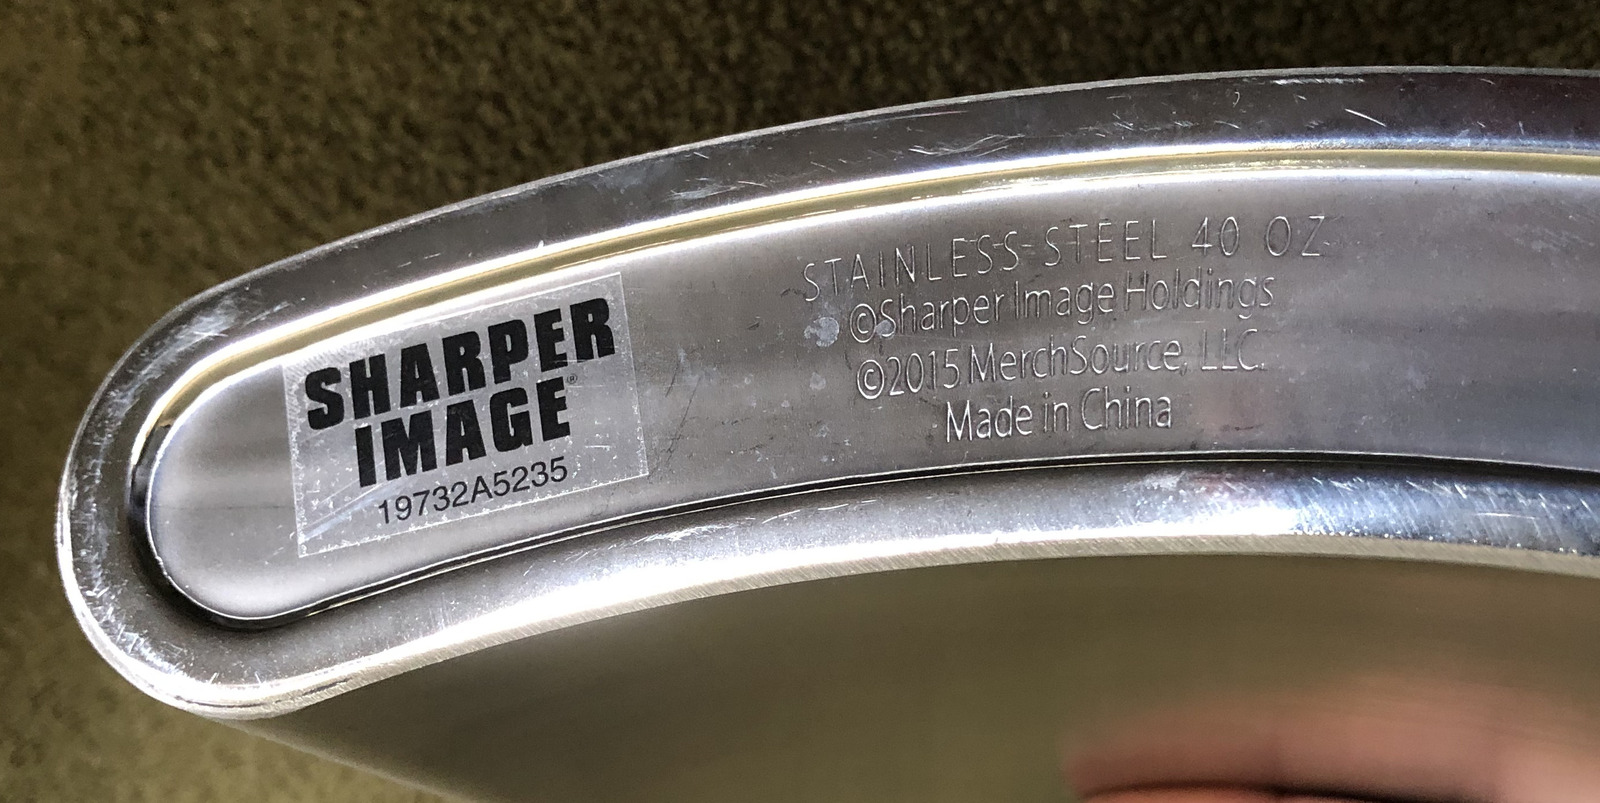 SHARPER
IMAGE®
19732A5235
STAINLESS STEEL 40 OZ
©Sharper Image Holdings
©2015 MerchSource, LLC.
Made in China